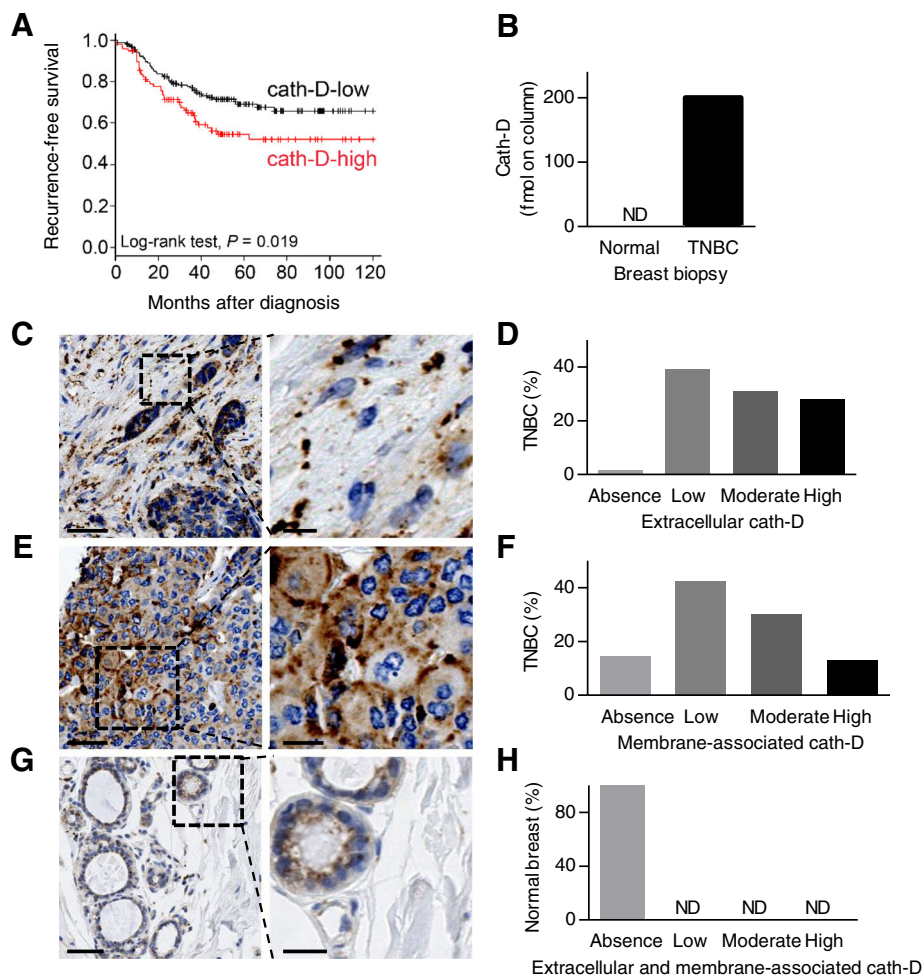 A
Recurrence-free survival
1.0
0.8
0.6
0.4
0.2
0.0
cath-D-low
cath-D-high
Log-rank test, P = 0.019
0 20 40 60 80 100 120
Months after diagnosis
B
Cath-D
(fmol on column)
200
100
0
ND
Normal TNBC
Breast biopsy
C
D
TNBC (%)
40
20
0
Absence Low Moderate High
Extracellular cath-D
E
F
TNBC (%)
40
20
0
Absence Low Moderate High
Membrane-associated cath-D
G
H
Normal breast (%)
80
40
0
ND ND ND
Absence Low Moderate High
Extracellular and membrane-associated cath-D